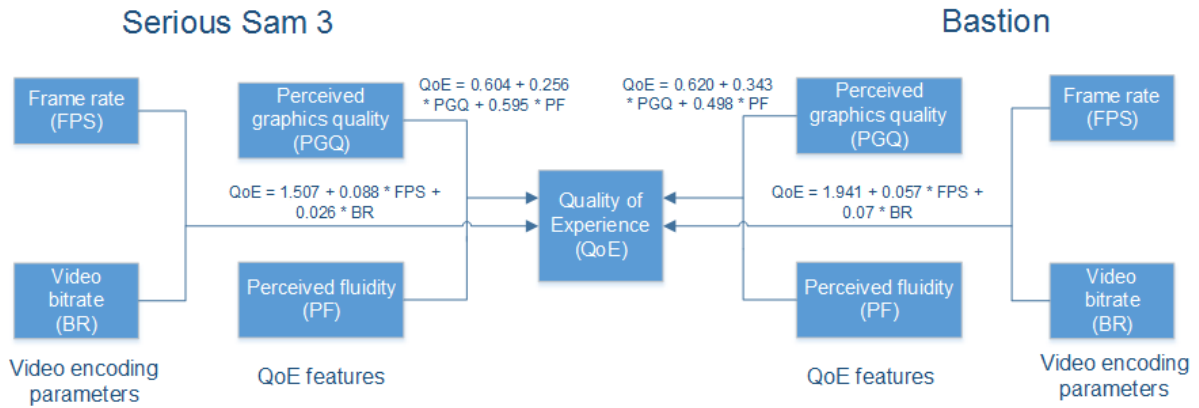 Serious Sam 3
Bastion
Frame rate
(FPS)
Perceived
graphics quality
(PGQ)
QoE = 0.604 + 0.256
* PGQ + 0.595 * PF
QoE = 1.507 + 0.088 * FPS +
0.026 * BR
Video
bitrate
(BR)
Perceived fluidity
(PF)
Video encoding
parameters
QoE features
Quality of
Experience
(QoE)
QoE = 0.620 + 0.343
* PGQ + 0.498 * PF
Perceived
graphics quality
(PGQ)
Frame rate
(FPS)
QoE = 1.941 + 0.057 * FPS +
0.07 * BR
Perceived fluidity
(PF)
Video
bitrate
(BR)
QoE features
Video encoding
parameters